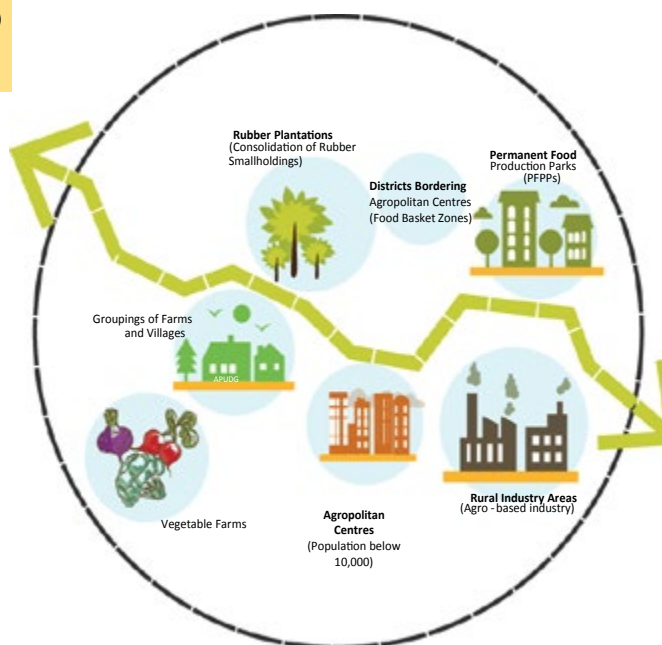 Rubber Plantations
(Consolidation of Rubber
Smallholdings)
Districts Bordering
Agropolitan Centres
(Food Basket Zones)
Permanent Food
Production Parks
(PFPPs)
Groupings of Farms
and Villages
APUDG
Vegetable Farms
Agropolitan
Centres
(Population below
10,000)
Rural Industry Areas
(Agro - based industry)